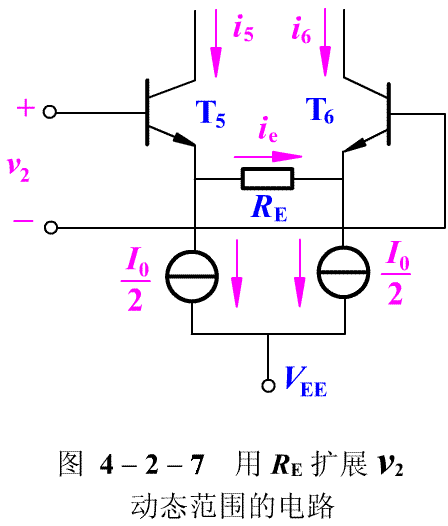 i5 i6
+ T5 T6
ie
v2
RE
−
I0/2 I0/2
VEE
图 4–2–7 用 RE 扩展 v2
动态范围的电路